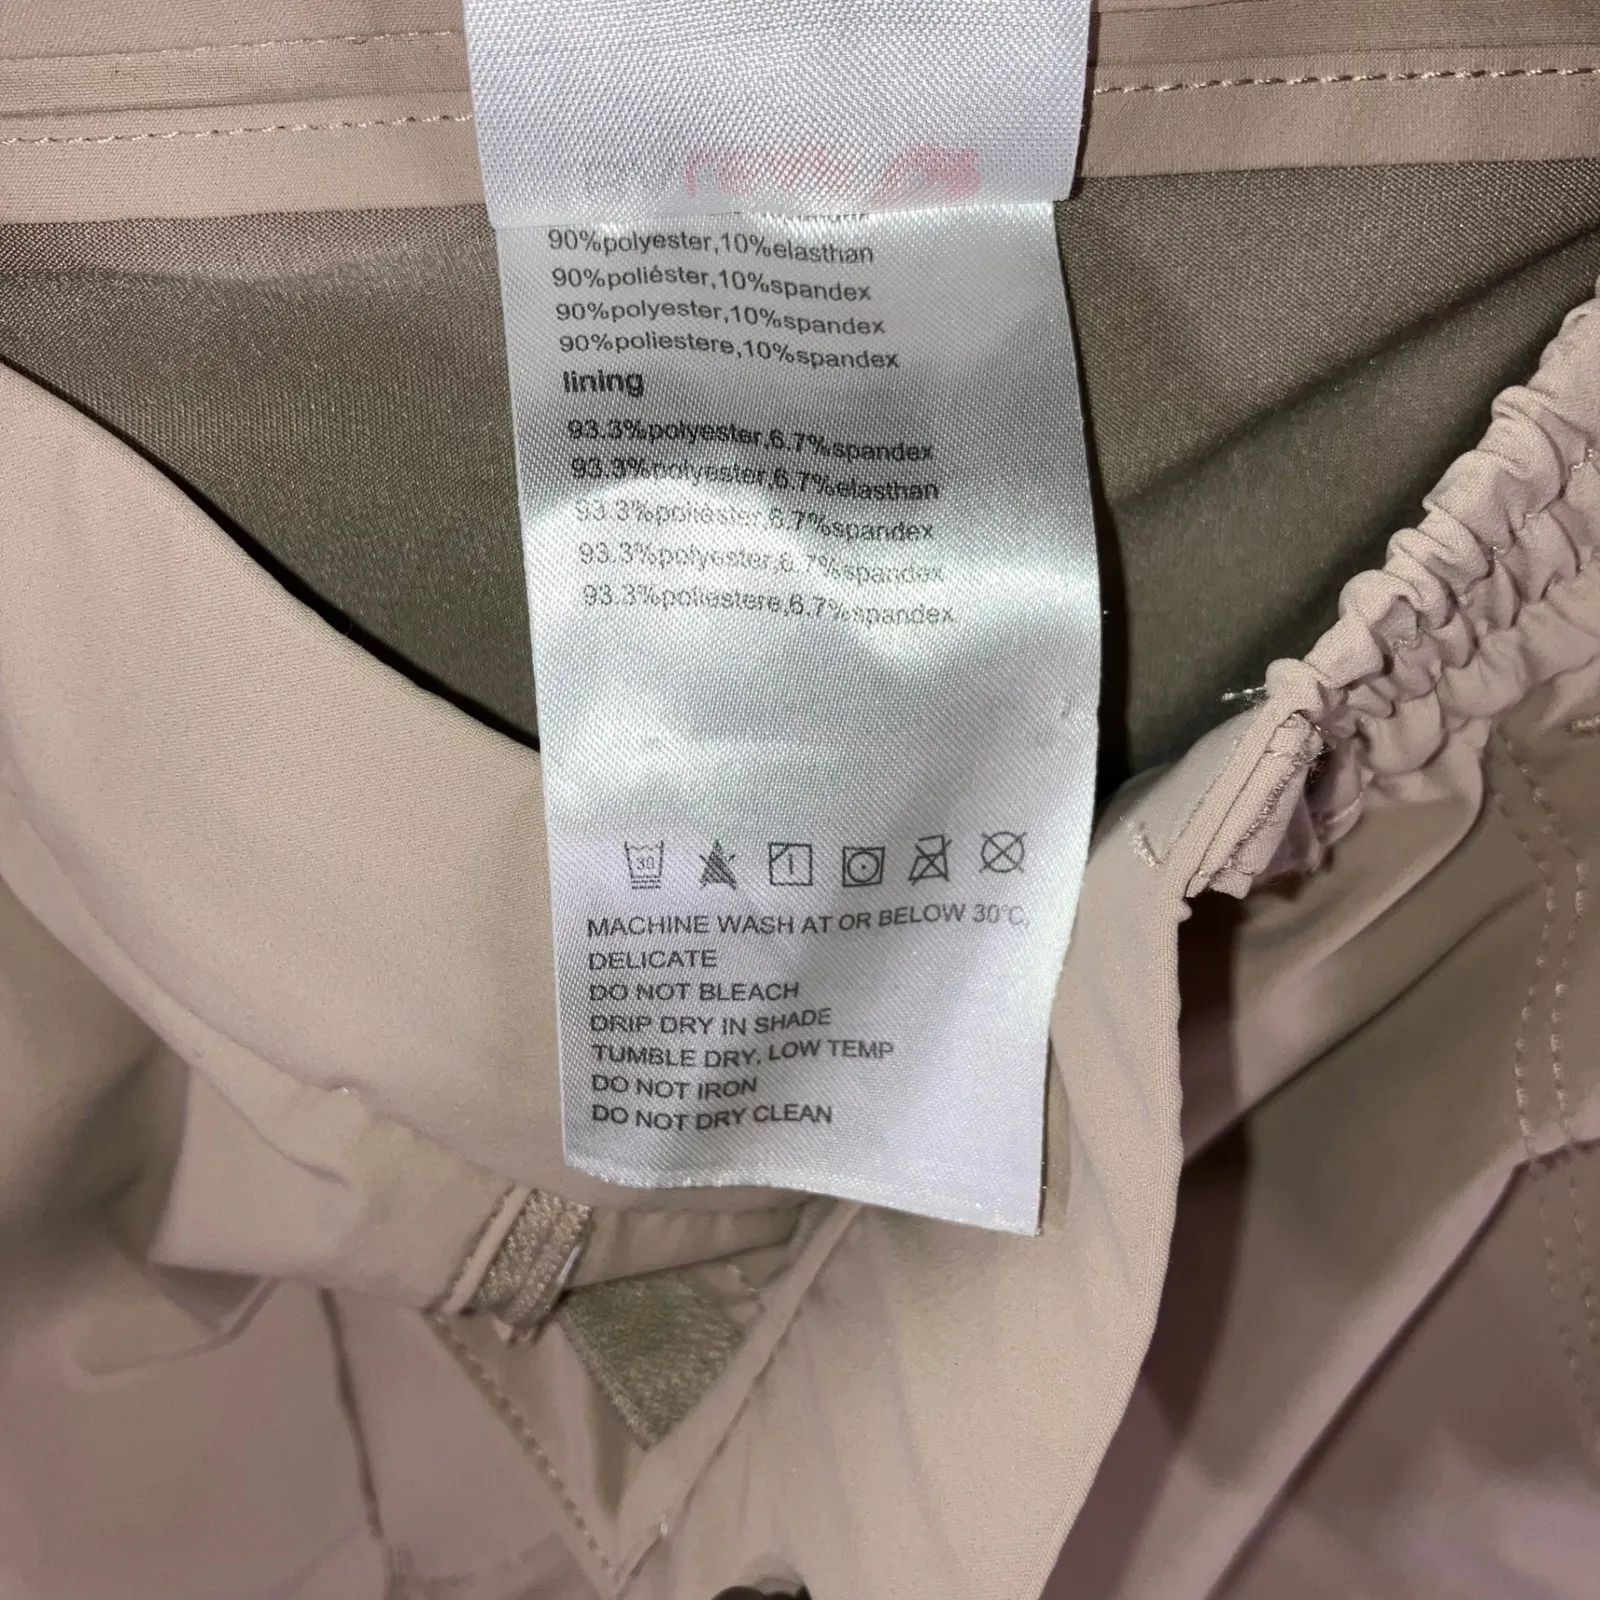 90%polyester,10%elasthan
90%poliéster,10%spandex
90%polyester,10%spandex
90%poliestere,10%spandex
lining
93.3%polyester,6.7%spandex
93.3%polyester,6.7%elasthan
93.3%poliéster,6.7%spandex
93.3%polyester,6.7%spandex
93.3%poliestere,6.7%spandex
30
MACHINE WASH AT OR BELOW 30℃,
DELICATE
DO NOT BLEACH
DRIP DRY IN SHADE
TUMBLE DRY, LOW TEMP
DO NOT IRON
DO NOT DRY CLEAN